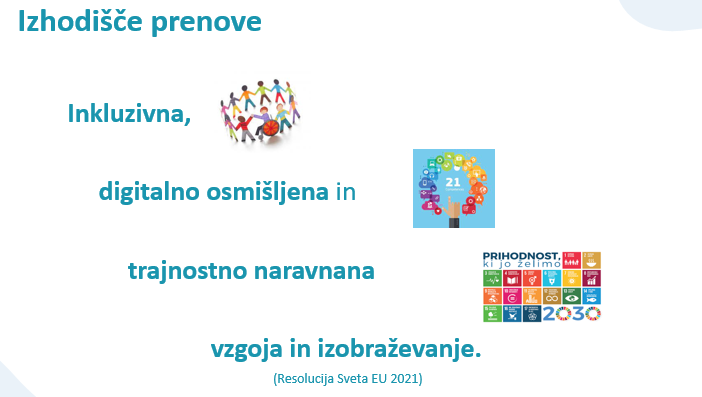 Izhodišče prenove
Inkluzivna,
digitalno osmišljena in
21
trajnostno naravnana
PRIHODNOST,
ki jo želimo
2030
vzgoja in izobraževanje.
(Resolucija Sveta EU 2021)